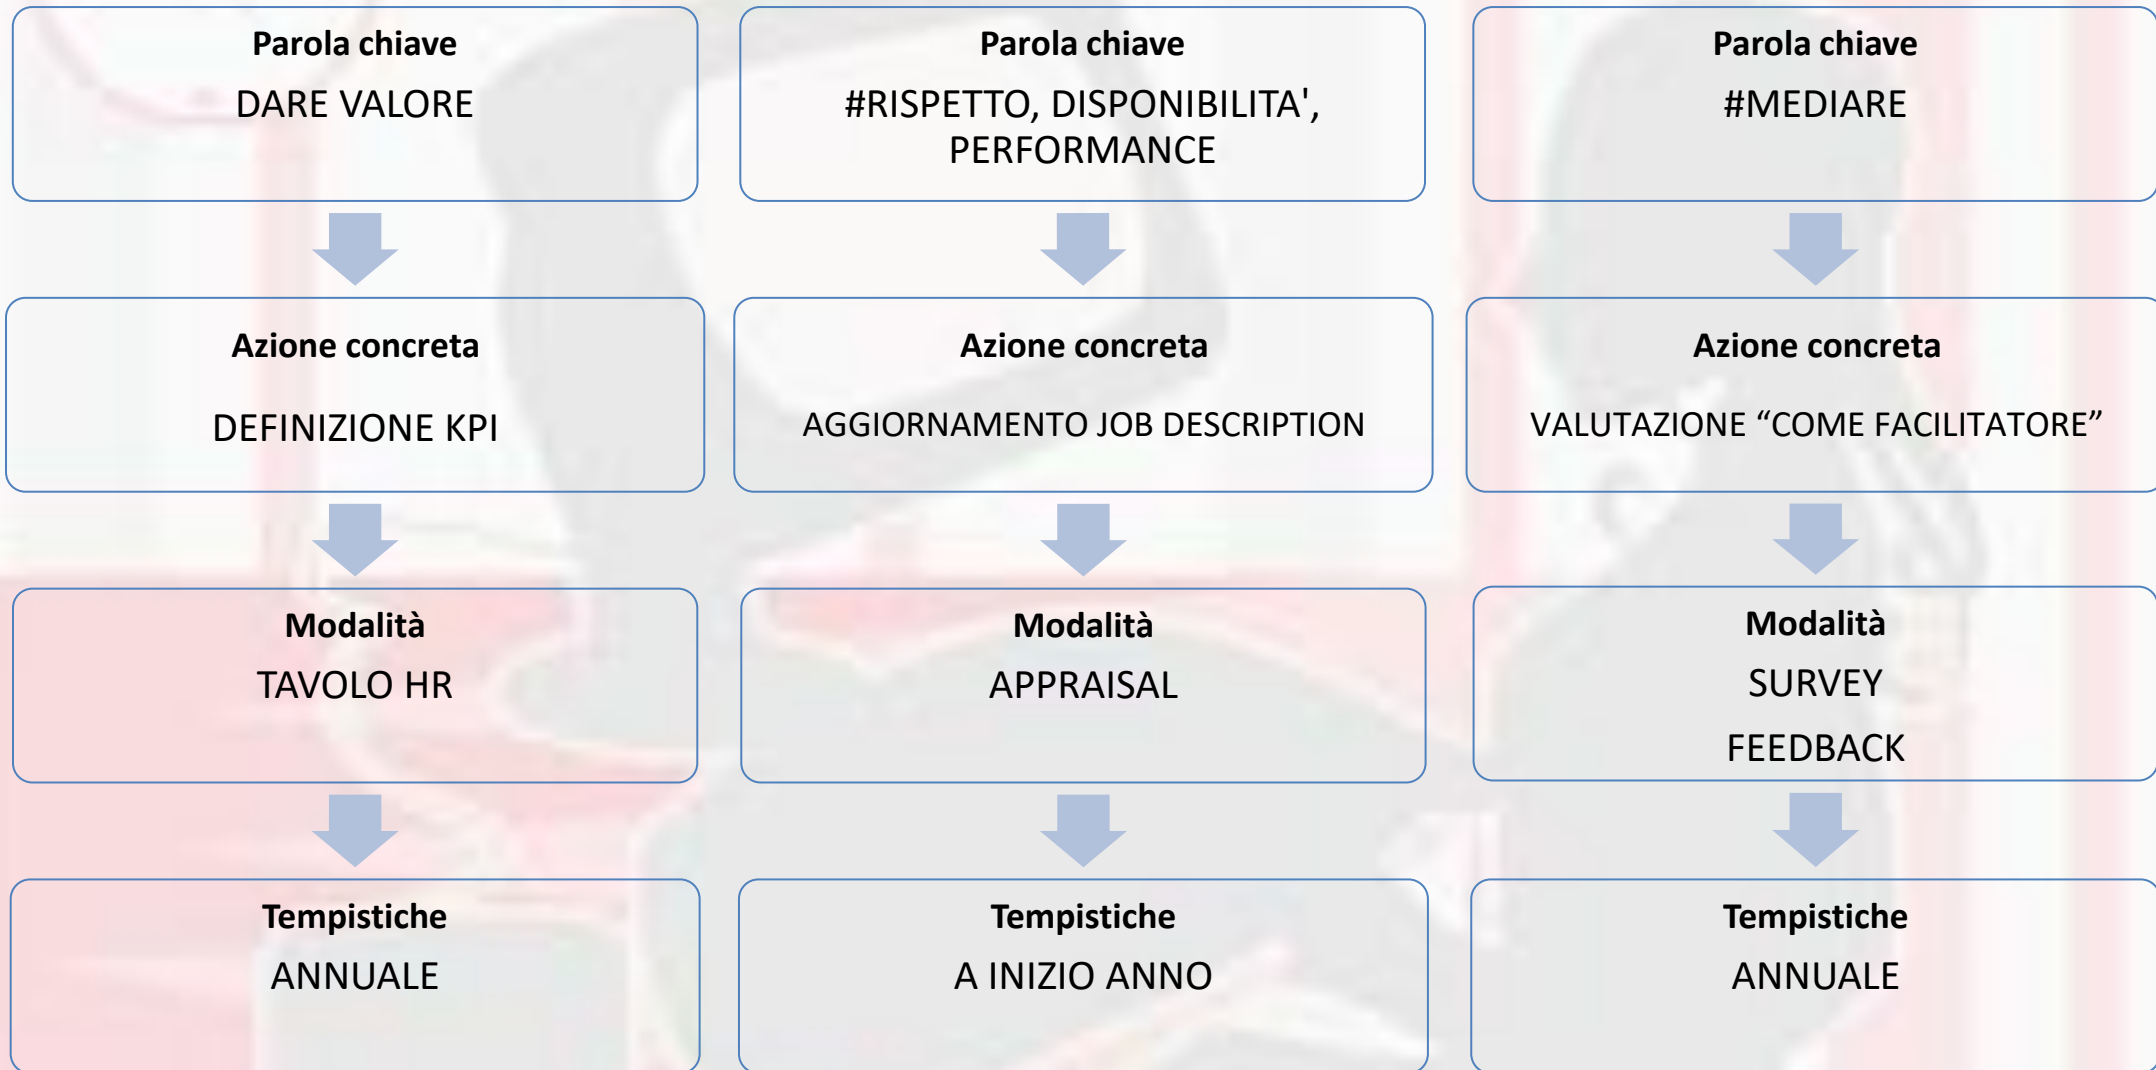 Parola chiave
DARE VALORE
Azione concreta
DEFINIZIONE KPI
Modalità
TAVOLO HR
Tempistiche
ANNUALE
Parola chiave
#RISPETTO, DISPONIBILITA',
PERFORMANCE
Azione concreta
AGGIORNAMENTO JOB DESCRIPTION
Modalità
APPRAISAL
Tempistiche
A INIZIO ANNO
Parola chiave
#MEDIARE
Azione concreta
VALUTAZIONE “COME FACILITATORE”
Modalità
SURVEY
FEEDBACK
Tempistiche
ANNUALE